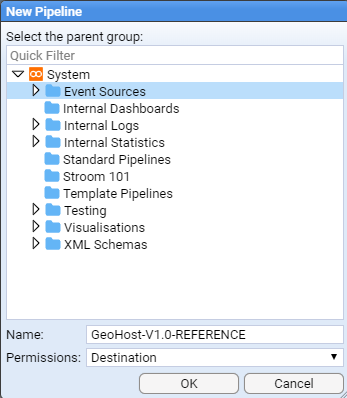 New Pipeline
Select the parent group:
Quick Filter
System
Event Sources
Internal Dashboards
Internal Logs
Internal Statistics
Standard Pipelines
Stroom 101
Template Pipelines
Testing
Visualisations
XML Schemas
Name: GeoHost-V1.0-REFERENCE
Permissions: Destination
OK Cancel